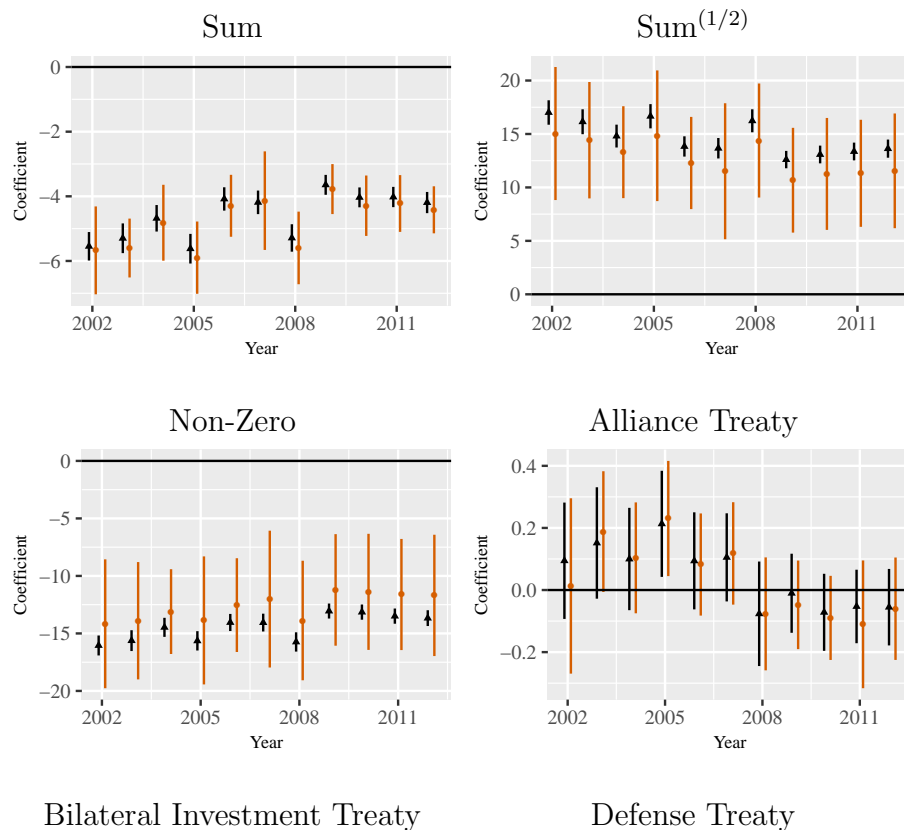 Sum
0
−2
−4
−6
Coefficient
2002 2005 2008 2011
Year
Sum(1/2)
20
15
10
5
0
Coefficient
2002 2005 2008 2011
Year
Non-Zero
0
−5
−10
−15
−20
Coefficient
2002 2005 2008 2011
Year
Alliance Treaty
0.4
0.2
0.0
−0.2
Coefficient
2002 2005 2008 2011
Year
Bilateral Investment Treaty
Defense Treaty